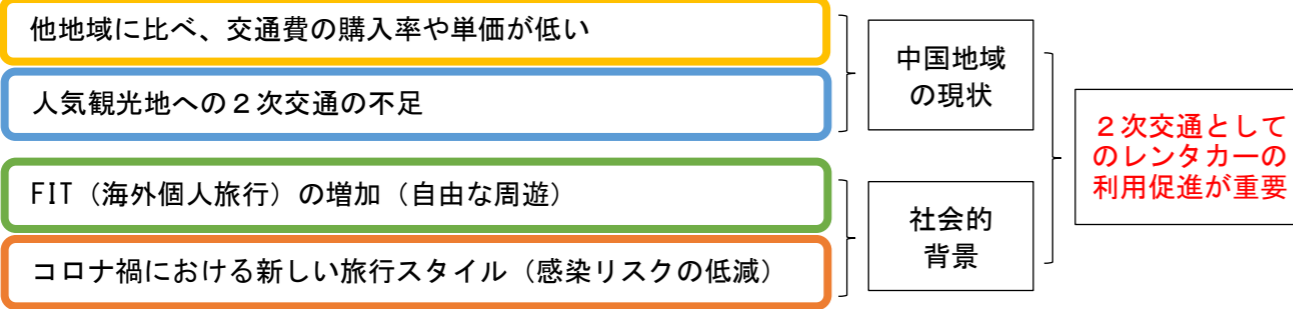 他地域に比べ、交通費の購入率や単価が低い
人気観光地への２次交通の不足
中国地域
の現状
FIT（海外個人旅行）の増加（自由な周遊）
コロナ禍における新しい旅行スタイル（感染リスクの低減）
社会的
背景
２次交通として
のレンタカーの
利用促進が重要